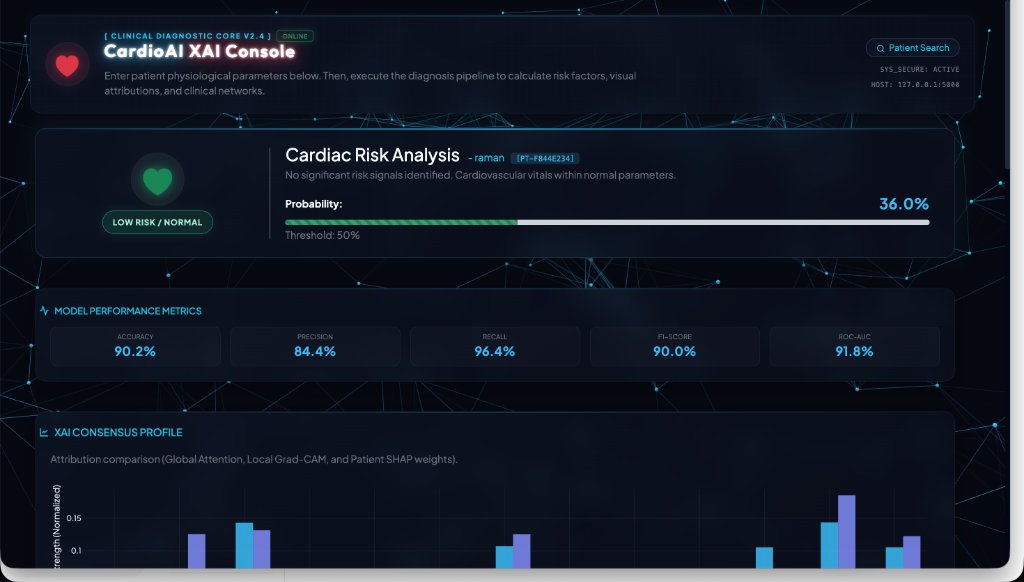 [ CLINICAL DIAGNOSTIC CORE V2.4 ] ONLINE
CardioAI XAI Console
Enter patient physiological parameters below. Then, execute the diagnosis pipeline to calculate risk factors, visual
attributions, and clinical networks.
Patient Search
SYS_SECURE: ACTIVE
HOST: 127.0.0.1:5000
Cardiac Risk Analysis - raman [PT-F844E234]
No significant risk signals identified. Cardiovascular vitals within normal parameters.
LOW RISK / NORMAL
Probability: 36.0%
Threshold: 50%
MODEL PERFORMANCE METRICS
ACCURACY PRECISION RECALL F1-SCORE ROC-AUC
90.2% 84.4% 96.4% 90.0% 91.8%
XAI CONSENSUS PROFILE
Attribution comparison (Global Attention, Local Grad-CAM, and Patient SHAP weights).
(Normalized)
0.15
0.1